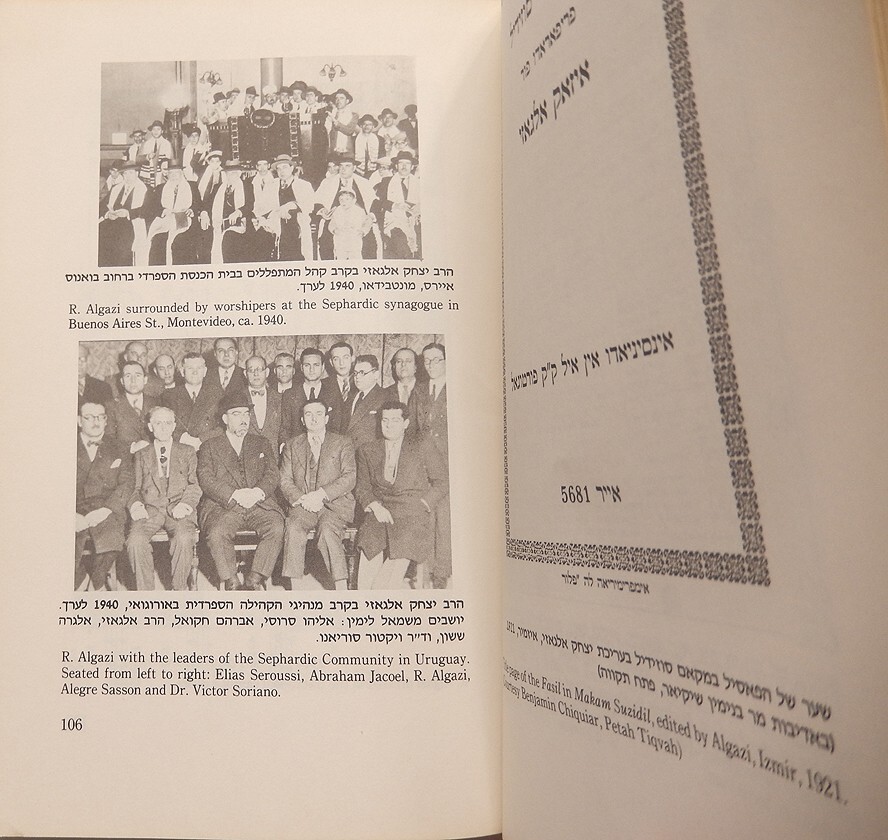 הרב יצחק אלגאזי בקרב קהל המתפללים בבית הכנסת הספרדי ברחוב בואנוס
איירס, מונטבידאו, 1940 לערך.
R. Algazi surrounded by worshipers at the Sephardic synagogue in
Buenos Aires St., Montevideo, ca. 1940.
הרב יצחק אלגאזי בקרב מנהיגי הקהילה הספרדית באורוגואי, 1940 לערך.
יושבים משמאל לימין: אליהו סרוסי, אברהם חקואל, הרב אלגאזי, אלגרה
ששון, וד״ר ויקטור סוריאנו.
R. Algazi with the leaders of the Sephardic Community in Uruguay.
Seated from left to right: Elias Seroussi, Abraham Jacoel, R. Algazi,
Alegre Sasson and Dr. Victor Soriano.
106
סוזידיל
פריפאראדו פור
איזאק אלגאזי
אינסיניאדו אין איל ק״ק פורטוגאל
אייר 5681
אימפרימיריאה לה
שער של הפאסיל במקאם סוזידיל בעריכת יצחק אלגאזי, איזמיר, 1921
(באדיבות מר בנימין שיקיאר, פתח תקווה)
page of the Fasil in Makam Suzidil, edited by Algazi, Izmir, 1921.
Benjamin Chiquiar, Petah Tiqvah)